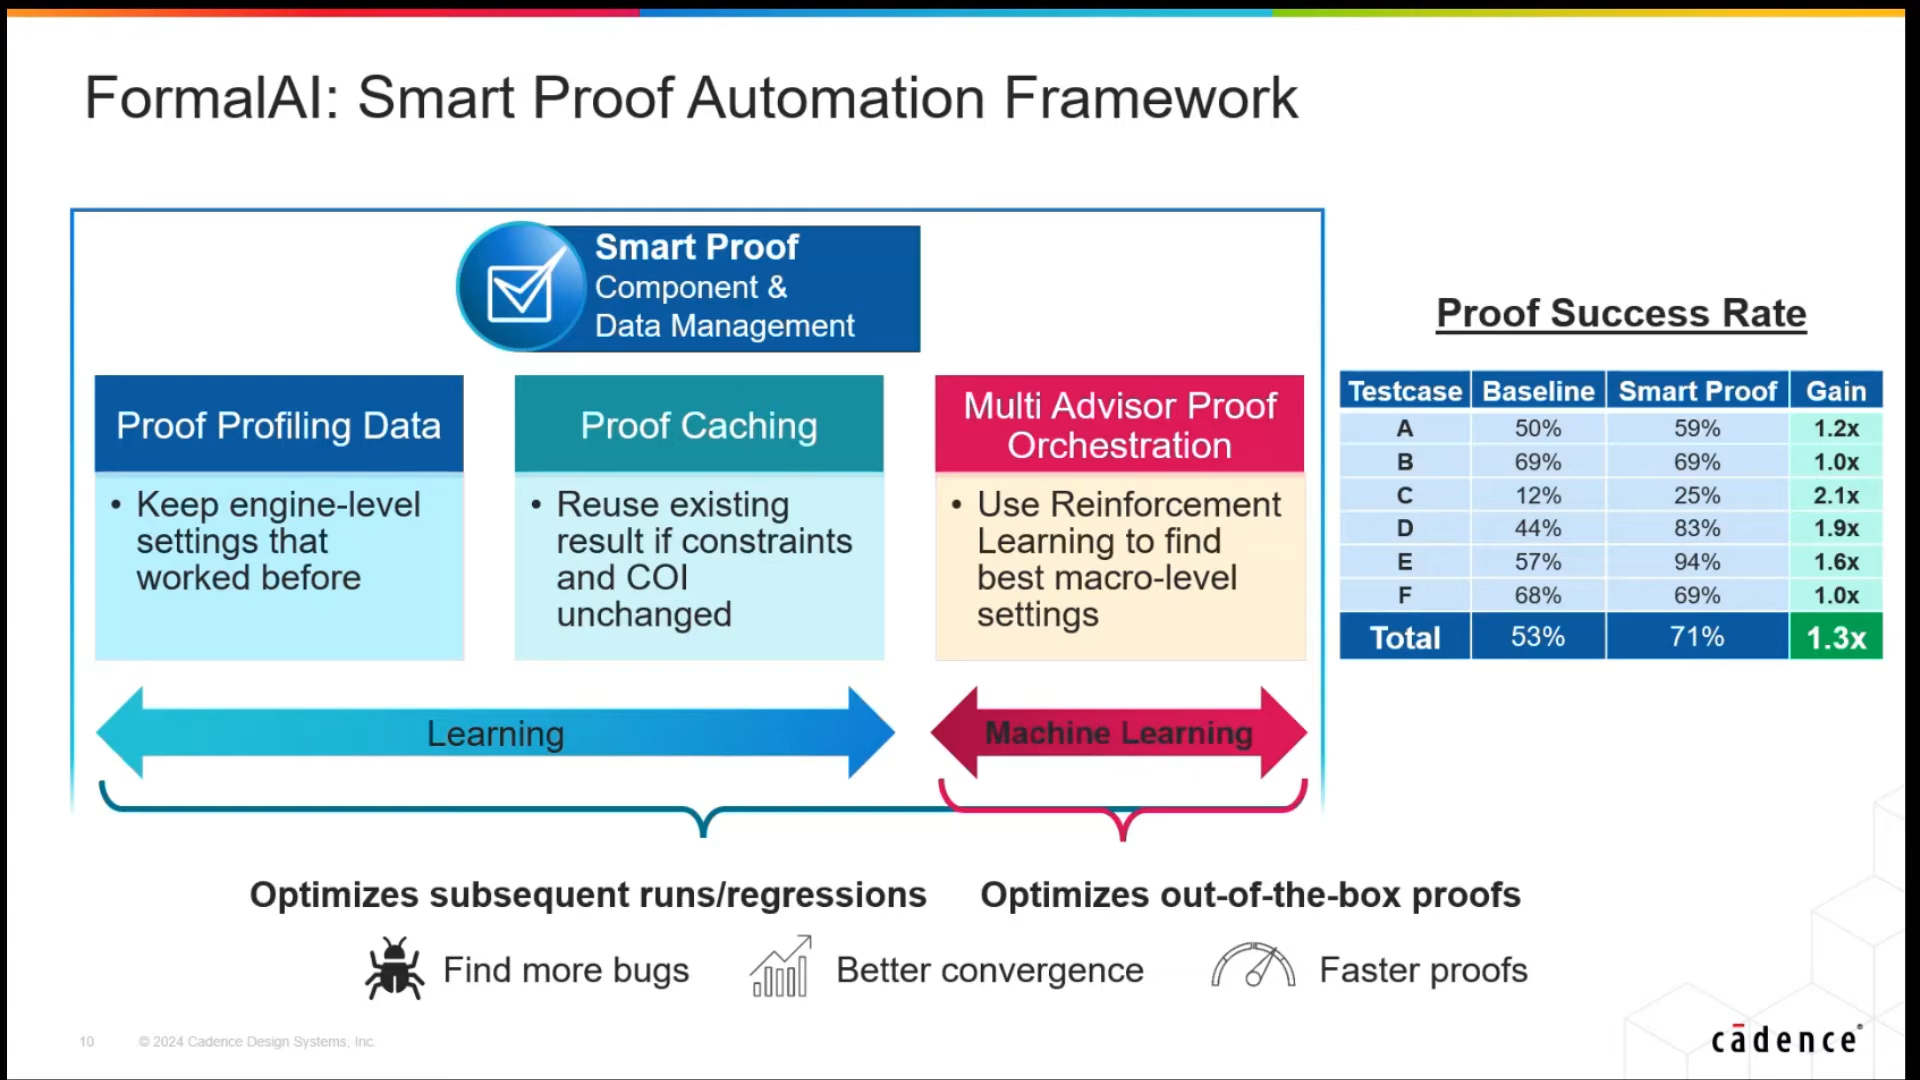 FormalAI: Smart Proof Automation Framework
Smart Proof
Component &
Data Management
Proof Profiling Data
• Keep engine-level
settings that
worked before
Proof Caching
• Reuse existing
result if constraints
and COI
unchanged
Multi Advisor Proof
Orchestration
• Use Reinforcement
Learning to find
best macro-level
settings
Learning
Machine Learning
Proof Success Rate
Testcase Baseline Smart Proof Gain
A 50% 59% 1.2x
B 69% 69% 1.0x
C 12% 25% 2.1x
D 44% 83% 1.9x
E 57% 94% 1.6x
F 68% 69% 1.0x
Total 53% 71% 1.3x
Optimizes subsequent runs/regressions
Optimizes out-of-the-box proofs
Find more bugs
Better convergence
Faster proofs
10 © 2024 Cadence Design Systems, Inc.
cādence®